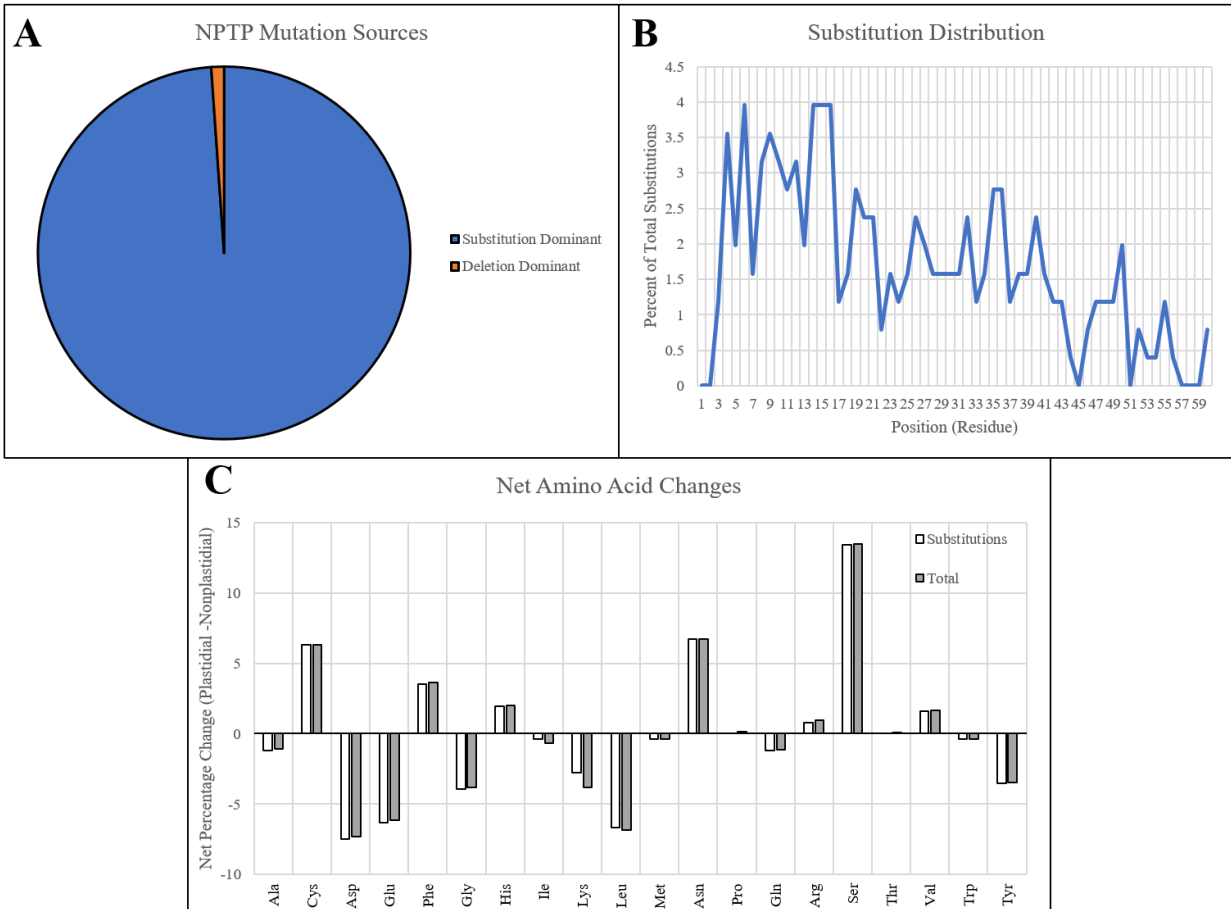 A
NPTP Mutation Sources
Substitution Dominant
Deletion Dominant
B
Substitution Distribution
Percent of Total Substitutions
4.5
4
3.5
3
2.5
2
1.5
1
0.5
0
1 3 5 7 9 11 13 15 17 19 21 23 25 27 29 31 33 35 37 39 41 43 45 47 49 51 53 55 57 59
Position (Residue)
C
Net Amino Acid Changes
Net Percentage Change (Plastidial -Nonplastidial)
15
10
5
0
-5
-10
Substitutions
Total
Ala Cys Asp Glu Phe Gly His Ile Lys Leu Met Asn Pro Gln Arg Ser Thr Val Trp Tyr